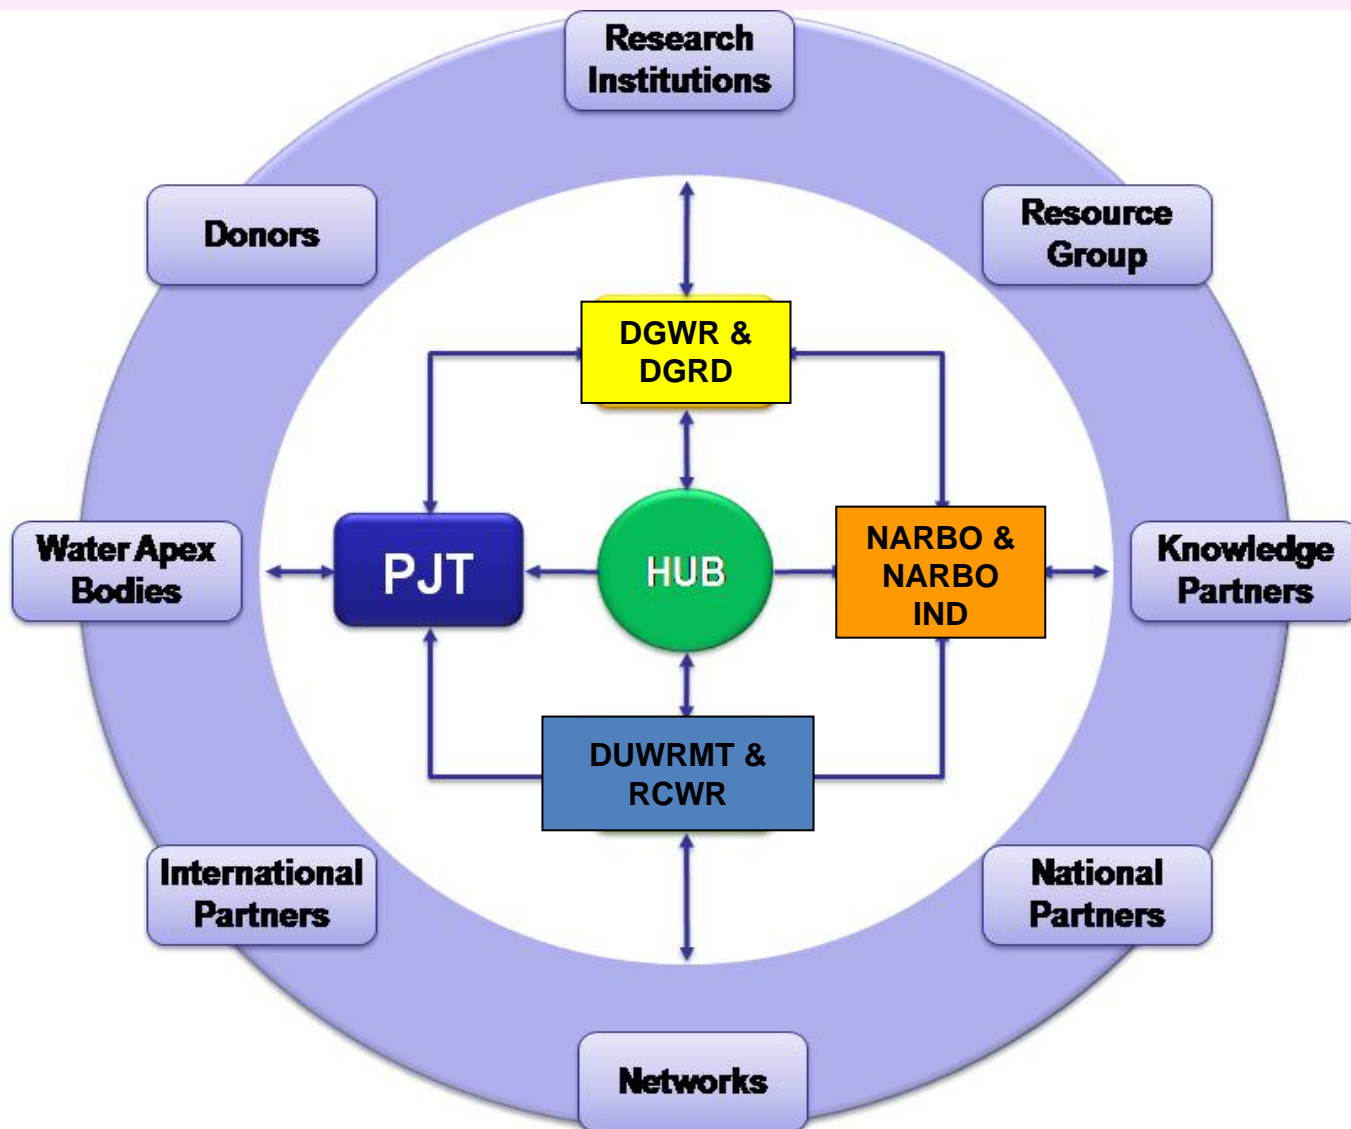 Research
Institutions
Donors
Resource
Group
DGWR &
DGRD
Water Apex
Bodies
PJT
HUB
NARBO &
NARBO
IND
Knowledge
Partners
DUWRMT &
RCWR
International
Partners
National
Partners
Networks